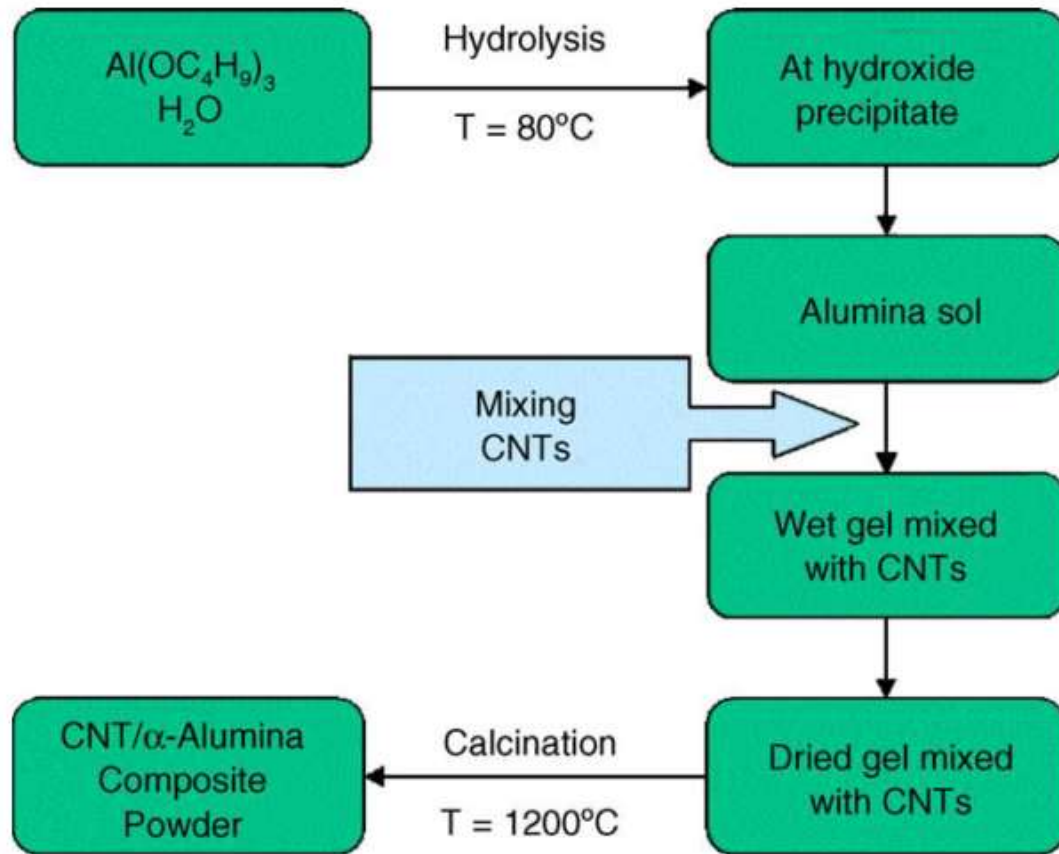 Al(OC₄H₉)₃
H₂O
Hydrolysis
T = 80ºC
At hydroxide
precipitate
Alumina sol
Mixing
CNTs
Wet gel mixed
with CNTs
Dried gel mixed
with CNTs
Calcination
T = 1200ºC
CNT/α-Alumina
Composite
Powder